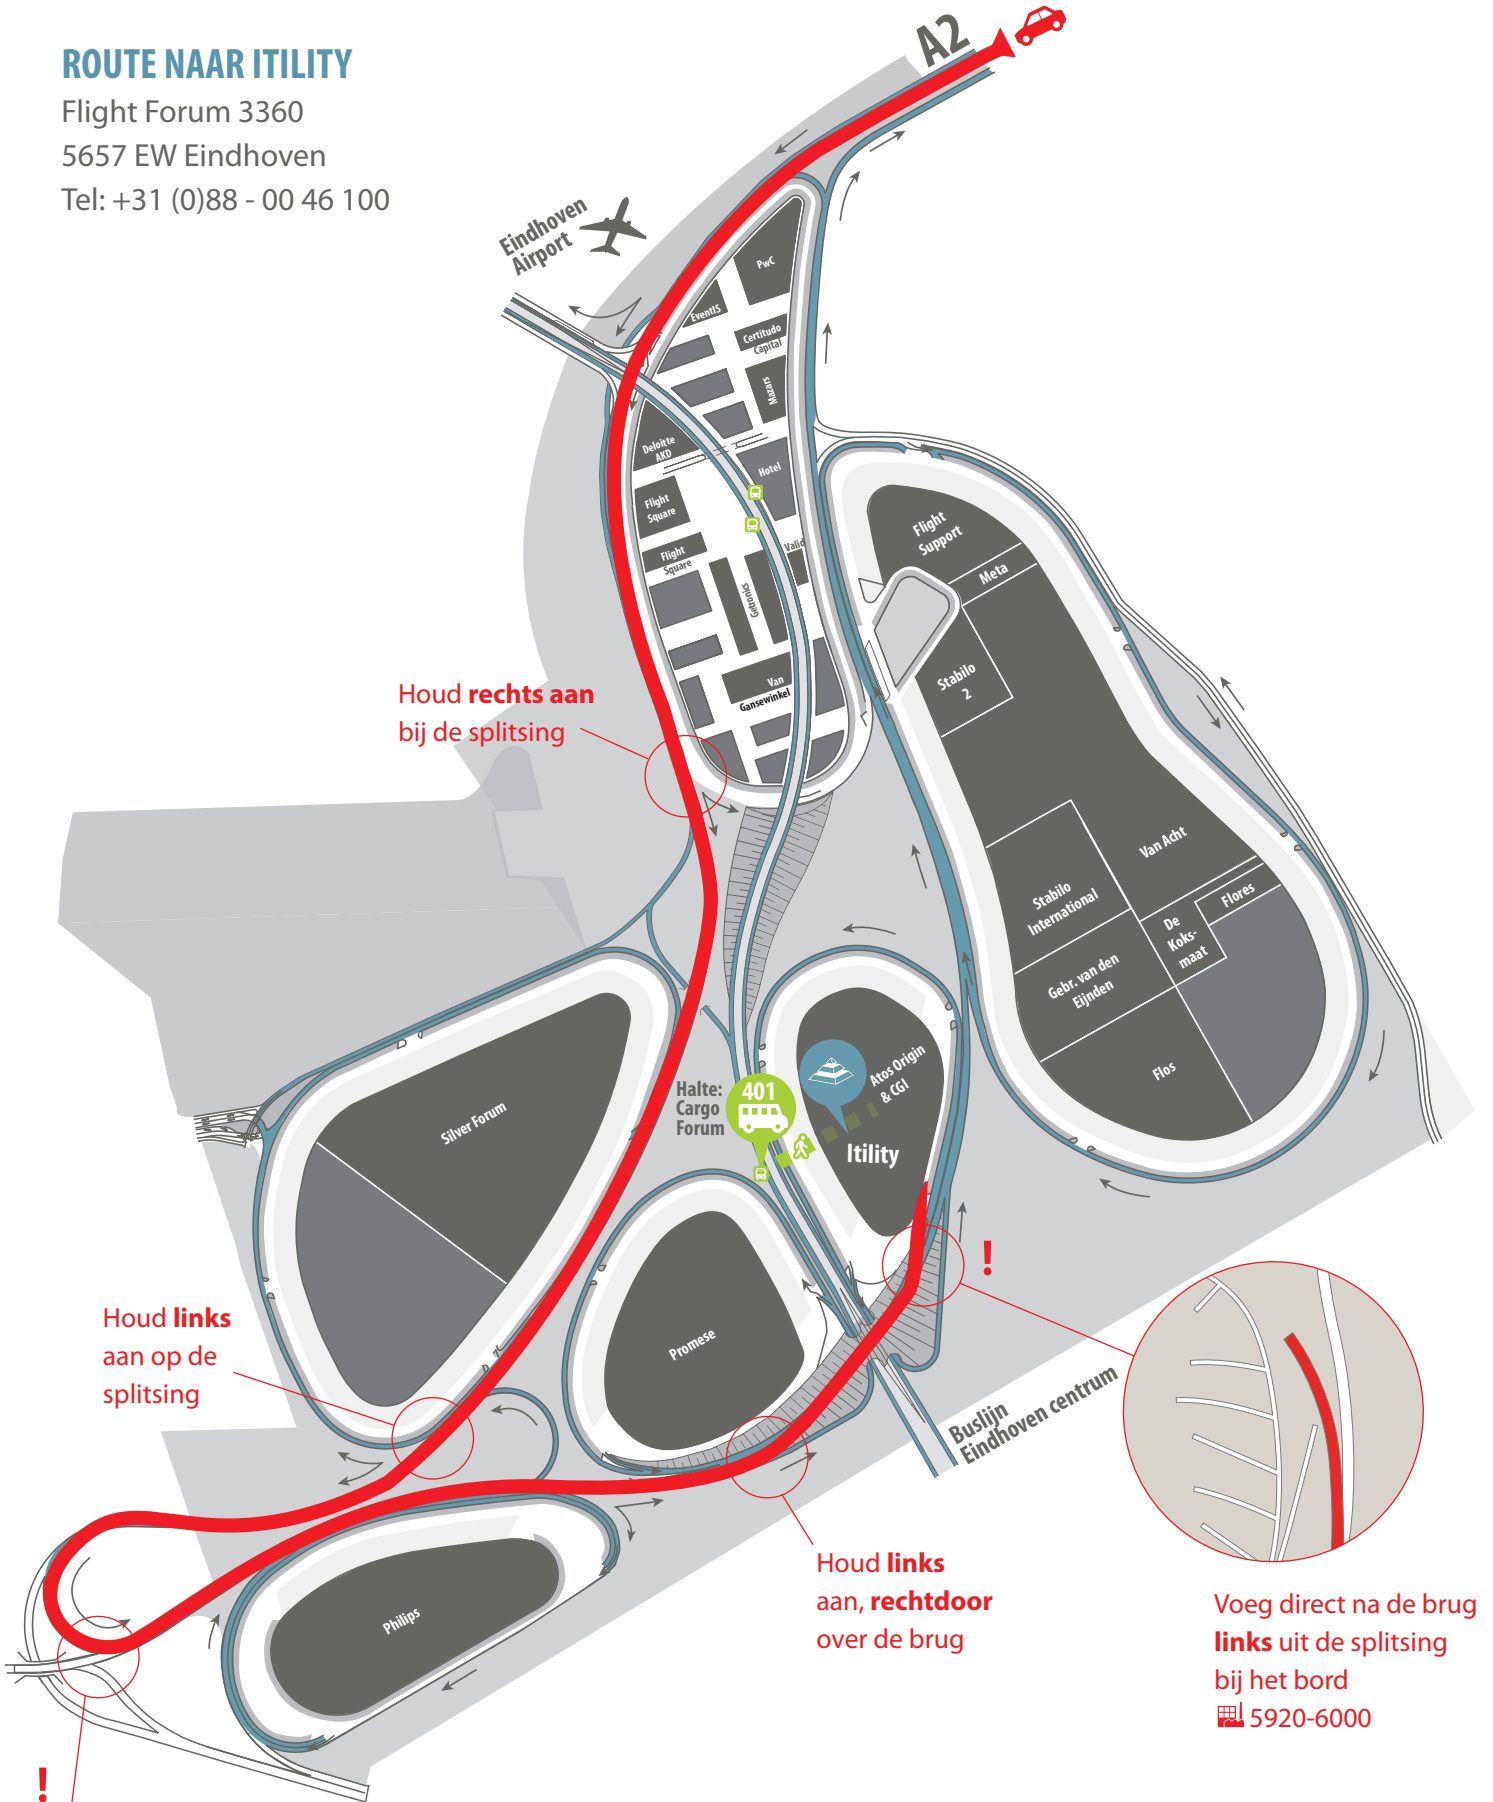 ROUTE NAAR ITILITY
Flight Forum 3360
5657 EW Eindhoven
Tel: +31 (0)88 - 00 46 100
A2
Eindhoven
Airport
PwC
EventIS
Certitudo
Capital
Mazars
Deloitte
AKD
Hotel
Flight
Square
Flight
Square
Valid
Getronics
Van
Gansewinkel
Flight
Support
Meta
Stabilo
2
Houd rechts aan
bij de splitsing
Van Acht
Stabilo
International
Flores
De
Koks-
maat
Gebr. van den
Eijnden
Flos
Atos Origin
& CGI
Halte:
Cargo
Forum
401
Itility
Silver Forum
Promese
!
Houd links
aan op de
splitsing
Buslijn
Eindhoven centrum
Houd links
aan, rechtdoor
over de brug
Philips
Voeg direct na de brug
links uit de splitsing
bij het bord
5920-6000
!